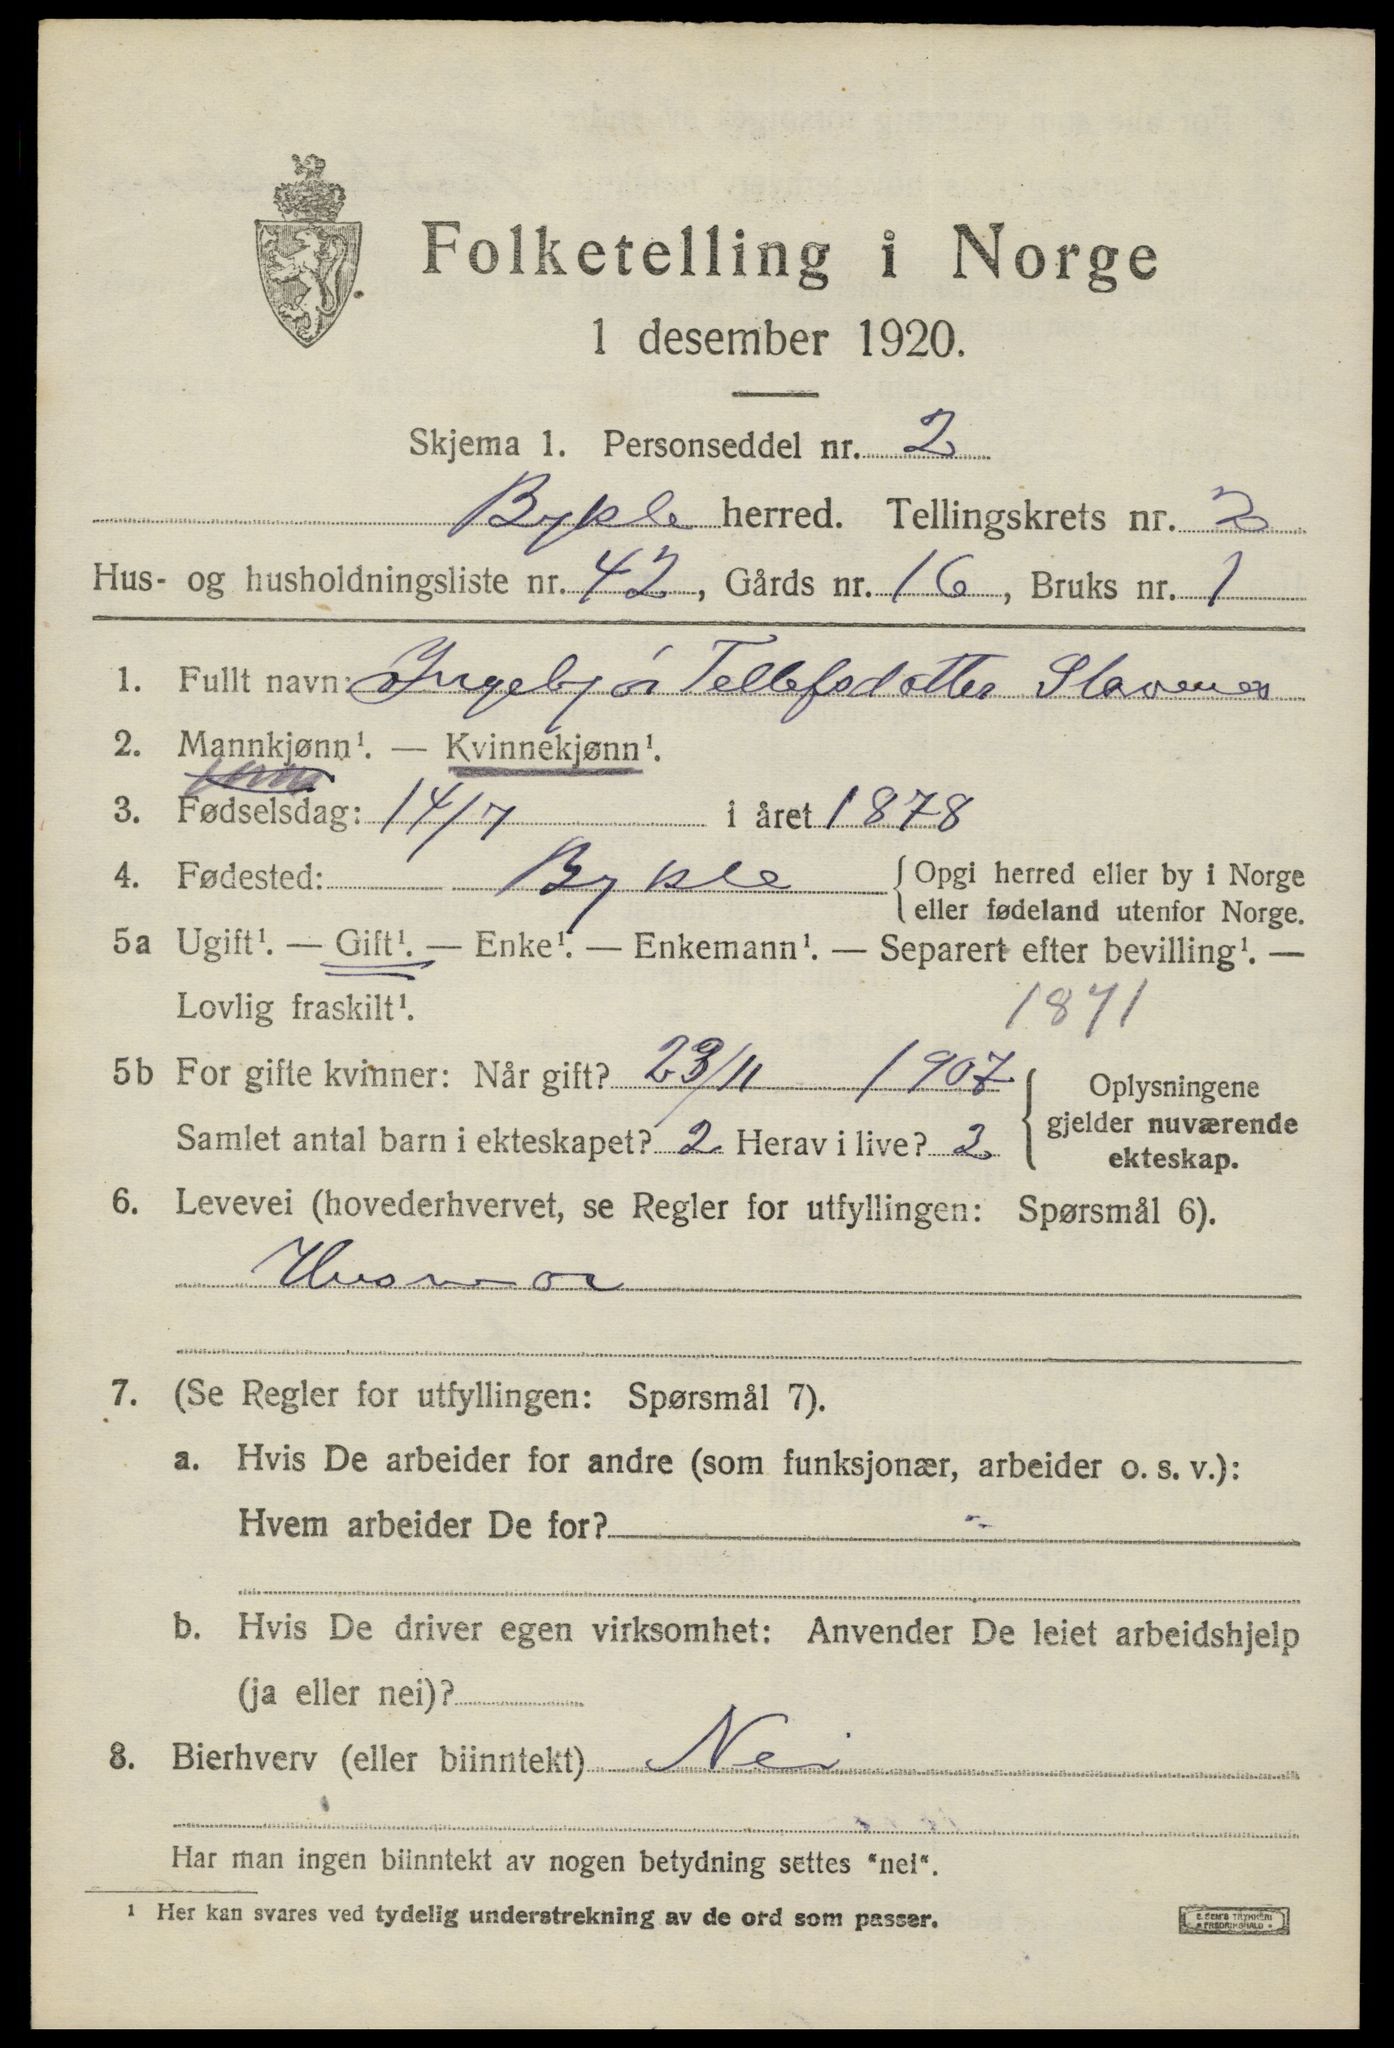 Folketelling i Norge
1 desember 1920.
Skjema 1. Personseddel nr. 2
Bykle herred. Tellingskrets nr. 2
Hus- og husholdningsliste nr. 42, Gårds nr. 16, Bruks nr. 1
1. Fullt navn: Ingebjør Tellefsdotter Stavenes
2. Mannkjønn¹. — Kvinnekjønn¹.
3. Fødselsdag: 14/7 i året 1878
4. Fødested: Bykle {Opgi herred eller by i Norge
eller fødeland utenfor Norge.
5a Ugift¹. — Gift¹. — Enke¹. — Enkemann¹. — Separert efter bevilling¹. —
Lovlig fraskilt¹. 1871
5b For gifte kvinner: Når gift? 23/11 1907
Samlet antal barn i ekteskapet? 2 Herav i live? 2
{Oplysningene
gjelder nuværende
ekteskap.
6. Levevei (hovederhvervet, se Regler for utfyllingen: Spørsmål 6).
Husmor
7. (Se Regler for utfyllingen: Spørsmål 7).
a. Hvis De arbeider for andre (som funksjonær, arbeider o. s. v.):
Hvem arbeider De for? -
b. Hvis De driver egen virksomhet: Anvender De leiet arbeidshjelp
(ja eller nei)?
8. Bierhverv (eller biinntekt) Nei
Har man ingen biinntekt av nogen betydning settes "nei".
¹ Her kan svares ved tydelig understrekning av de ord som passer.
E. SEM'S TRYKKERI
FREDRIKSHALD